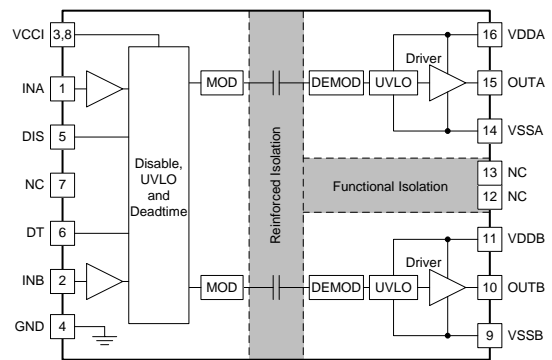 VCCI 3,8
INA 1
DIS 5
NC 7
DT 6
INB 2
GND 4
Disable,
UVLO
and
Deadtime
MOD
MOD
Reinforced Isolation
Functional Isolation
DEMOD UVLO Driver
16 VDDA
15 OUTA
14 VSSA
13 NC
12 NC
11 VDDB
DEMOD UVLO Driver
10 OUTB
9 VSSB